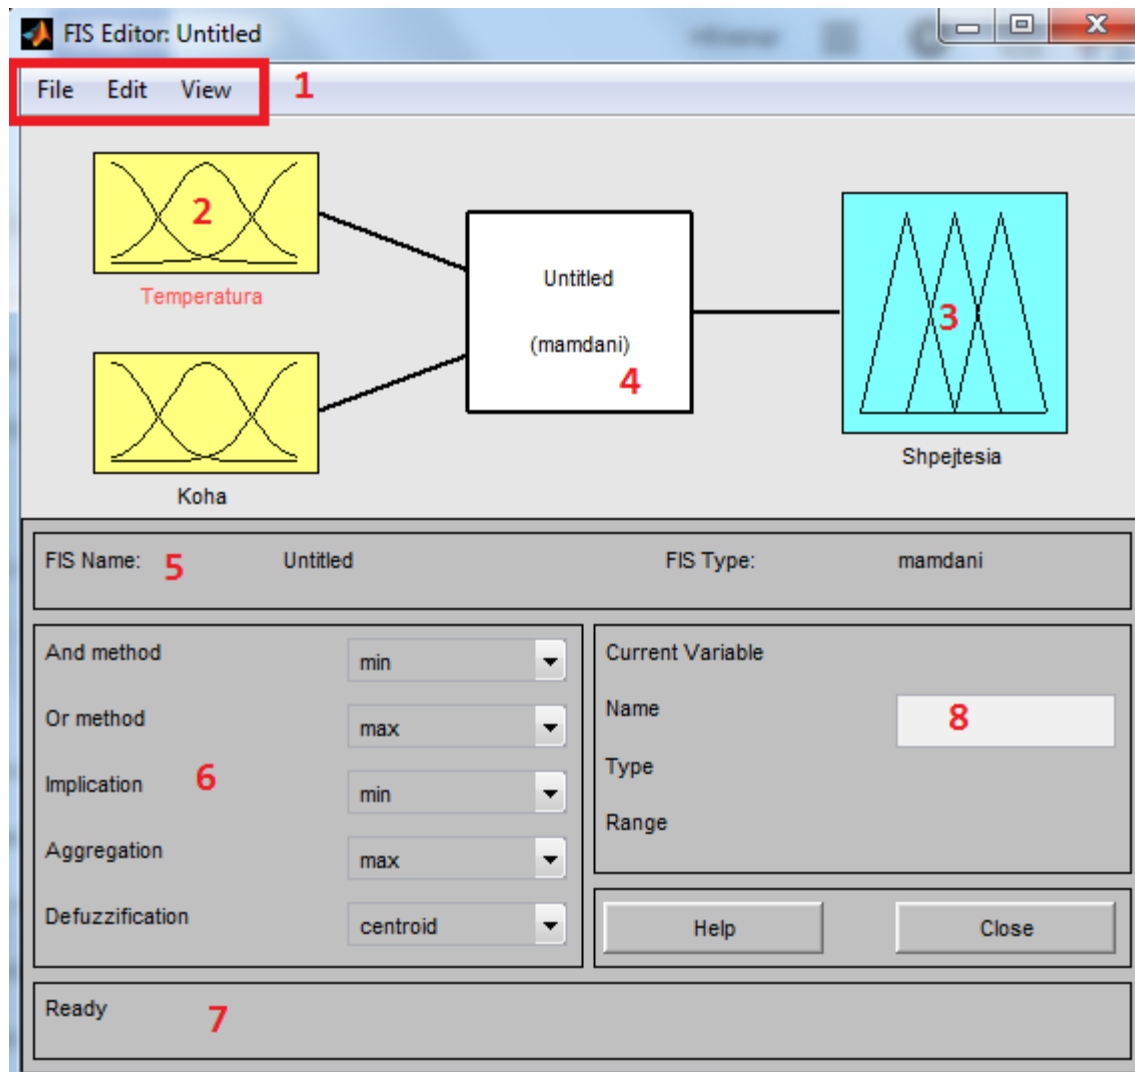 FIS Editor: Untitled
File Edit View 1
2
Temperatura
Untitled
(mamdani)
4
3
Shpejtesia
Koha
FIS Name: 5 Untitled FIS Type: mamdani
And method min
Or method max
Implication 6 min
Aggregation max
Defuzzification centroid
Current Variable
Name 8
Type
Range
Help Close
Ready 7